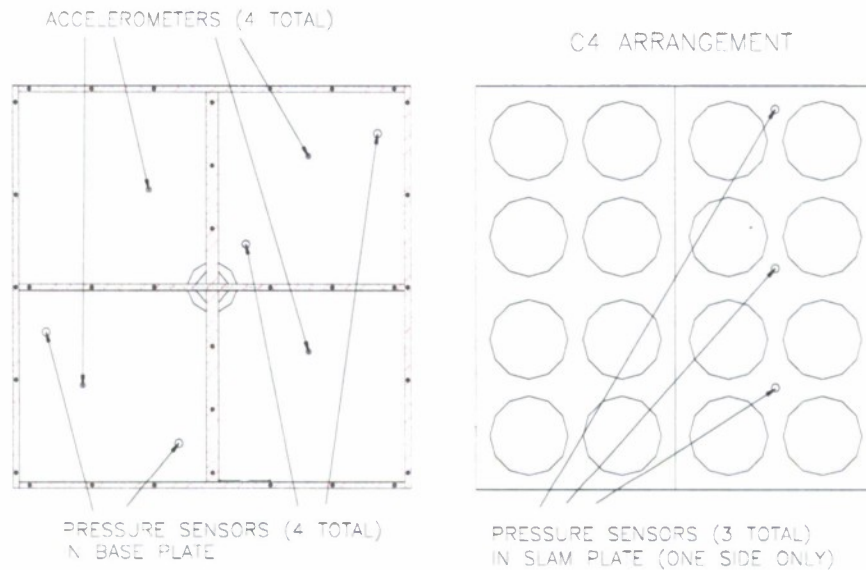 ACCELEROMETERS (4 TOTAL)
C4 ARRANGEMENT
PRESSURE SENSORS (4 TOTAL)
IN BASE PLATE
PRESSURE SENSORS (3 TOTAL)
IN SLAM PLATE (ONE SIDE ONLY)